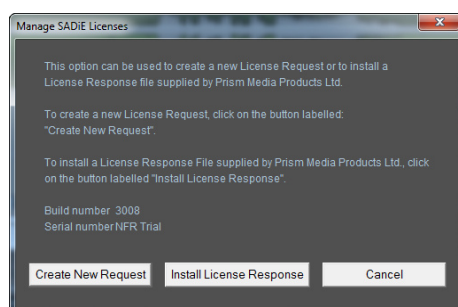 Manage SADiE Licenses
This option can be used to create a new License Request or to install a
License Response file supplied by Prism Media Products Ltd.
To create a new License Request, click on the button labelled:
"Create New Request".
To install a License Response File supplied by Prism Media Products Ltd., click
on the button labelled "Install License Response".
Build number 3008
Serial number NFR Trial
Create New Request Install License Response Cancel